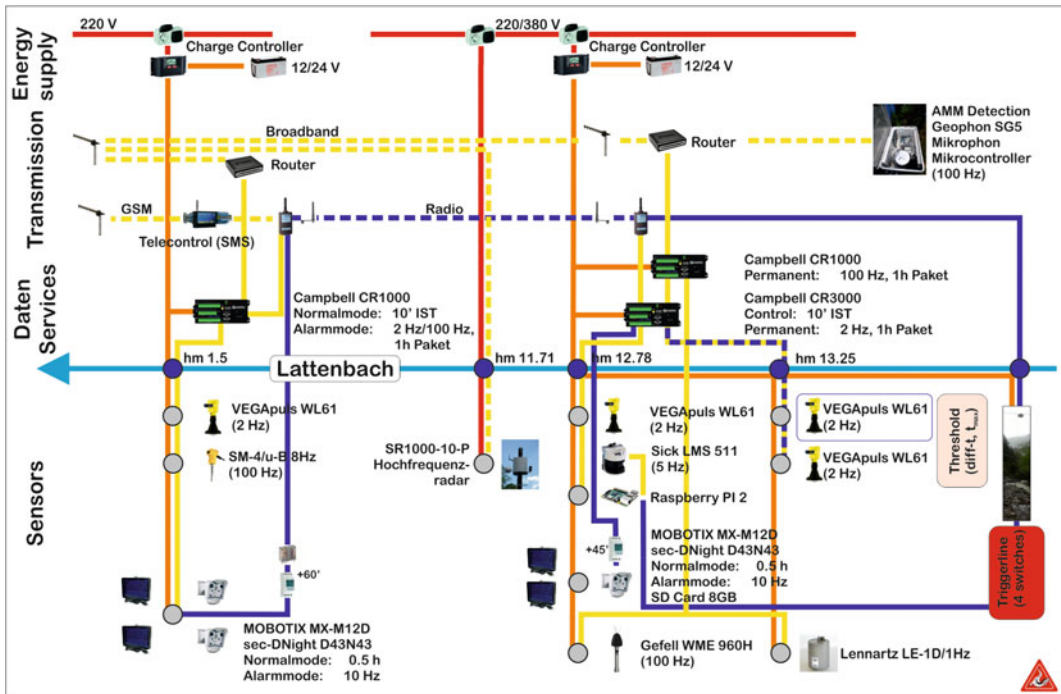 Energy
supply
220 V
Charge Controller
12/24 V
220/380 V
Charge Controller
12/24 V
Transmission
Broadband
Router
GSM
Telecontrol (SMS)
Radio
Router
AMM Detection
Geophon SG5
Mikrophon
Mikrocontroller
(100 Hz)
Daten
Services
Campbell CR1000
Normalmode: 10' IST
Alarmmode: 2 Hz/100 Hz,
1h Paket
Campbell CR1000
Permanent: 100 Hz, 1h Paket
Campbell CR3000
Control: 10' IST
Permanent: 2 Hz, 1h Paket
hm 1.5
Lattenbach
hm 11.71
hm 12.78
hm 13.25
Sensors
VEGApuls WL61
(2 Hz)
SM-4/u-B 8Hz
(100 Hz)
+60'
MOBOTIX MX-M12D
sec-DNight D43N43
Normalmode: 0.5 h
Alarmmode: 10 Hz
SR1000-10-P
Hochfrequenz-
radar
VEGApuls WL61
(2 Hz)
Sick LMS 511
(5 Hz)
Raspberry PI 2
+45'
MOBOTIX MX-M12D
sec-DNight D43N43
Normalmode: 0.5 h
Alarmmode: 10 Hz
SD Card 8GB
Gefell WME 960H
(100 Hz)
VEGApuls WL61
(2 Hz)
VEGApuls WL61
(2 Hz)
Lennartz LE-1D/1Hz
Threshold
(diff-t, tmax)
Triggerline
(4 switches)